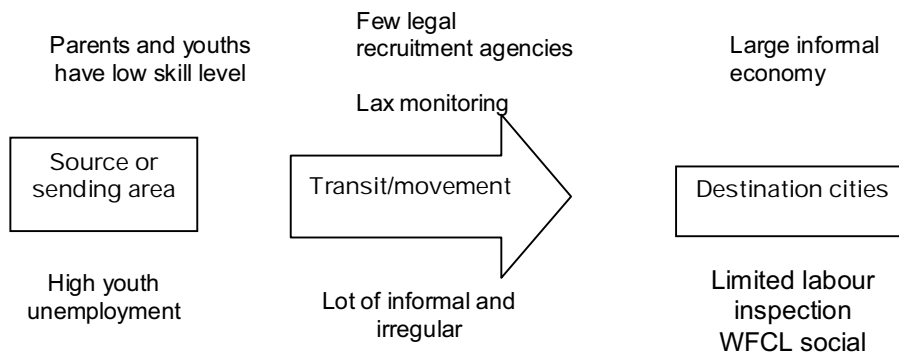 Parents and youths
have low skill level
Few legal
recruitment agencies
Lax monitoring
Large informal
economy
Source or
sending area
Transit/movement
Destination cities
High youth
unemployment
Lot of informal and
irregular
Limited labour
inspection
WFCL social